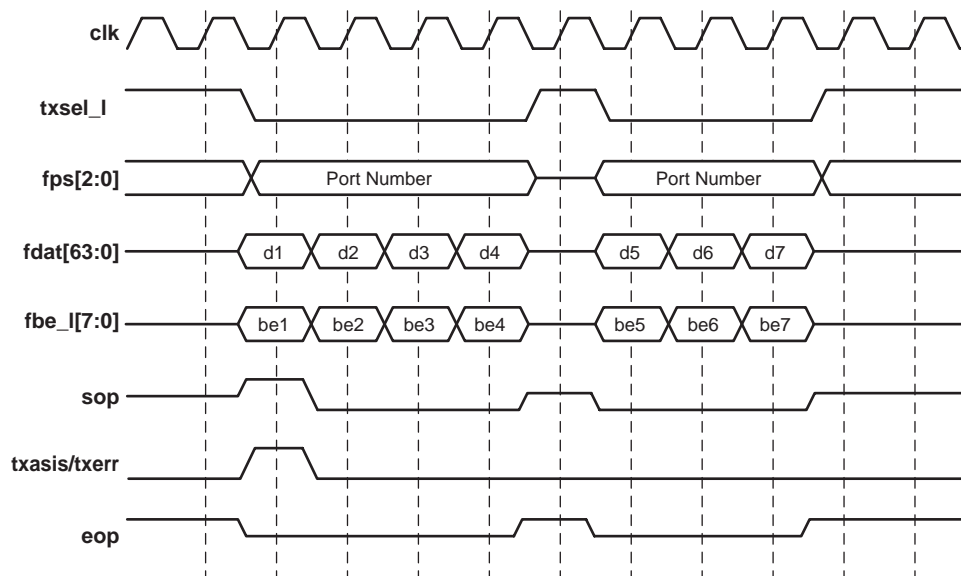 clk
txsel_l
fps[2:0] Port Number Port Number
fdat[63:0] d1 d2 d3 d4 d5 d6 d7
fbe_l[7:0] be1 be2 be3 be4 be5 be6 be7
sop
txasis/txerr
eop